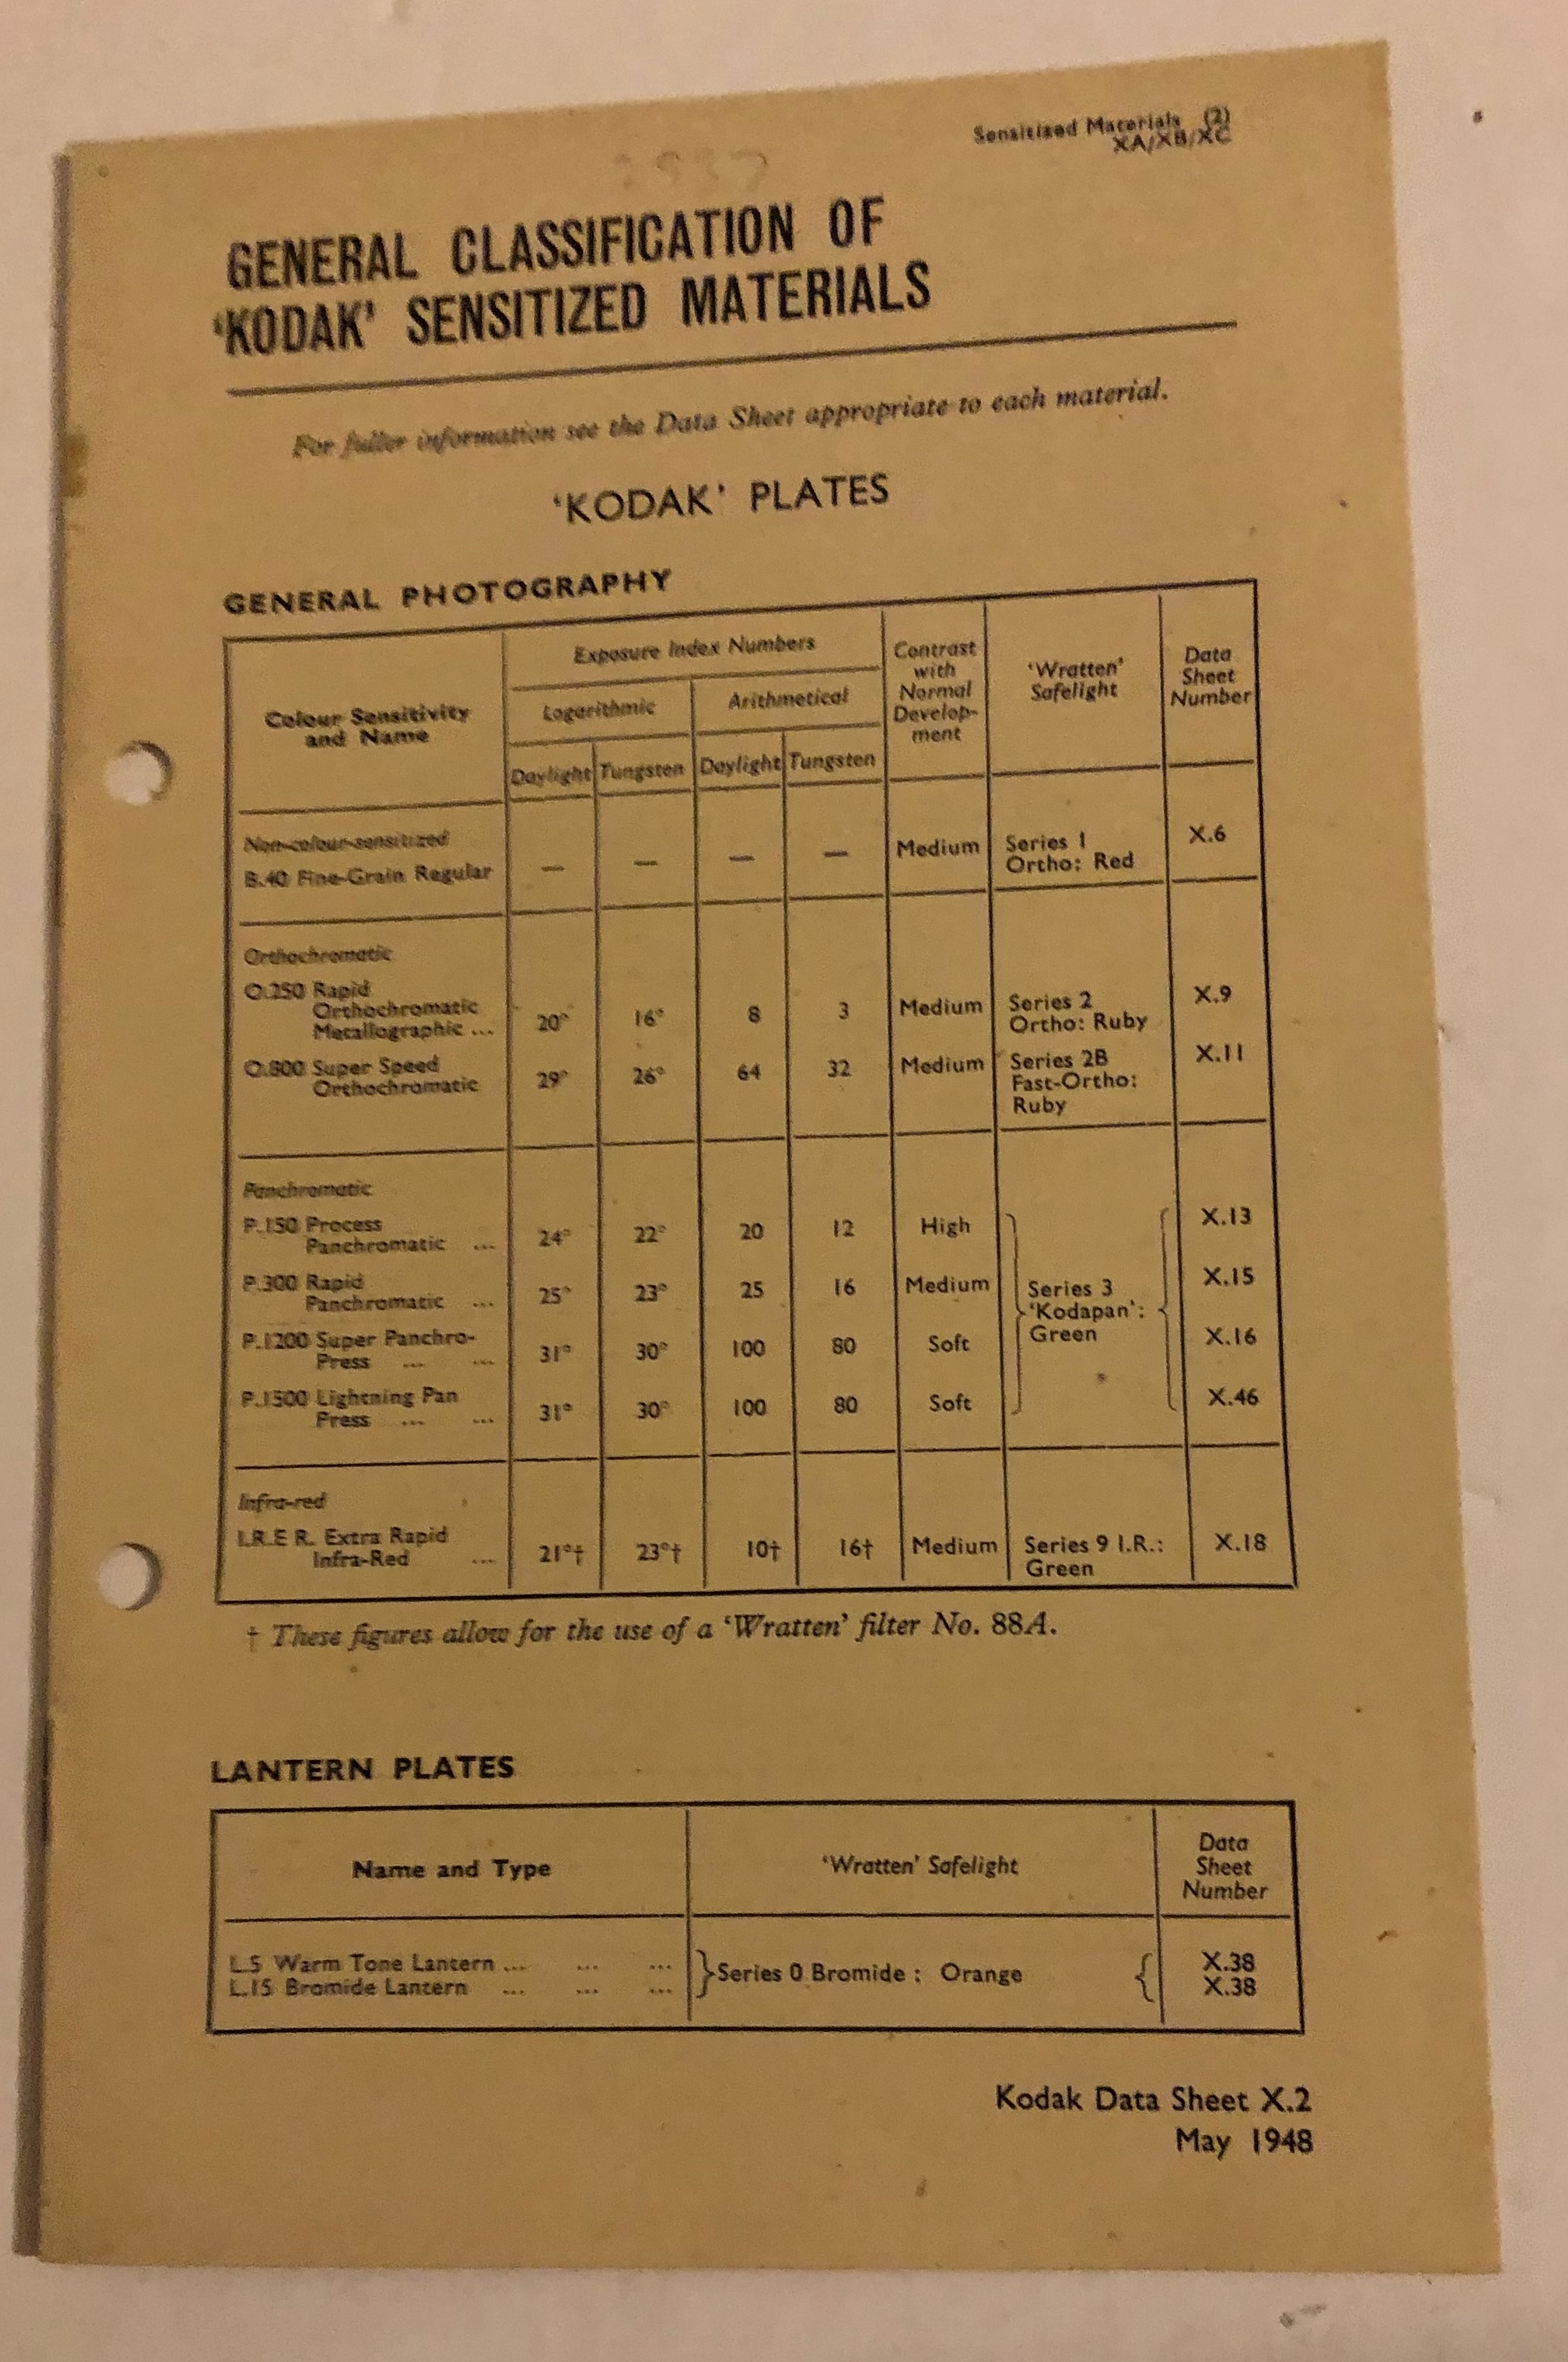 Sensitized Materials (2)
XA/XB/XC
GENERAL CLASSIFICATION OF
'KODAK' SENSITIZED MATERIALS
For fuller information see the Data Sheet appropriate to each material.
'KODAK' PLATES
GENERAL PHOTOGRAPHY
Colour Sensitivity
and Name
Exposure Index Numbers
Logarithmic
Arithmetical
Daylight Tungsten Daylight Tungsten
Contrast
with
Normal
Develop-
ment
'Wratten'
Safelight
Data
Sheet
Number
Non-colour-sensitized
B.40 Fine-Grain Regular — — — — Medium Series 1 X.6
Ortho: Red
Orthochromatic
O.250 Rapid
Orthochromatic
Metallographic ... 20° 16° 8 3 Medium Series 2 X.9
Ortho: Ruby
O.800 Super Speed
Orthochromatic 29° 26° 64 32 Medium Series 2B X.11
Fast-Ortho:
Ruby
Panchromatic
P.150 Process
Panchromatic ... 24° 22° 20 12 High X.13
P.300 Rapid
Panchromatic ... 25° 23° 25 16 Medium X.15
Series 3
'Kodapan':
Green
P.1200 Super Panchro-
Press ... ... 31° 30° 100 80 Soft X.16
P.1500 Lightning Pan
Press ... ... 31° 30° 100 80 Soft X.46
Infra-red
I.R.E R. Extra Rapid
Infra-Red ... 21°† 23°† 10† 16† Medium Series 9 I.R.: X.18
Green
† These figures allow for the use of a 'Wratten' filter No. 88A.
LANTERN PLATES
Name and Type
'Wratten' Safelight
Data
Sheet
Number
L.5 Warm Tone Lantern ... ... ... X.38
L.15 Bromide Lantern ... ... ... X.38
Series 0 Bromide : Orange
Kodak Data Sheet X.2
May 1948